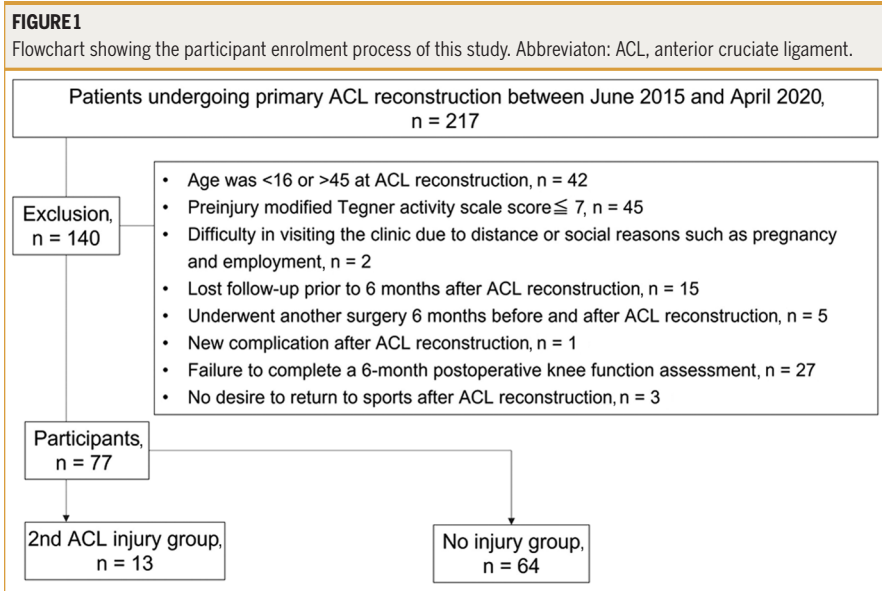 FIGURE 1
Flowchart showing the participant enrolment process of this study. Abbreviaton: ACL, anterior cruciate ligament.
Patients undergoing primary ACL reconstruction between June 2015 and April 2020,
n = 217
Exclusion,
n = 140
• Age was <16 or >45 at ACL reconstruction, n = 42
• Preinjury modified Tegner activity scale score≦ 7, n = 45
• Difficulty in visiting the clinic due to distance or social reasons such as pregnancy
and employment, n = 2
• Lost follow-up prior to 6 months after ACL reconstruction, n = 15
• Underwent another surgery 6 months before and after ACL reconstruction, n = 5
• New complication after ACL reconstruction, n = 1
• Failure to complete a 6-month postoperative knee function assessment, n = 27
• No desire to return to sports after ACL reconstruction, n = 3
Participants,
n = 77
2nd ACL injury group,
n = 13
No injury group,
n = 64